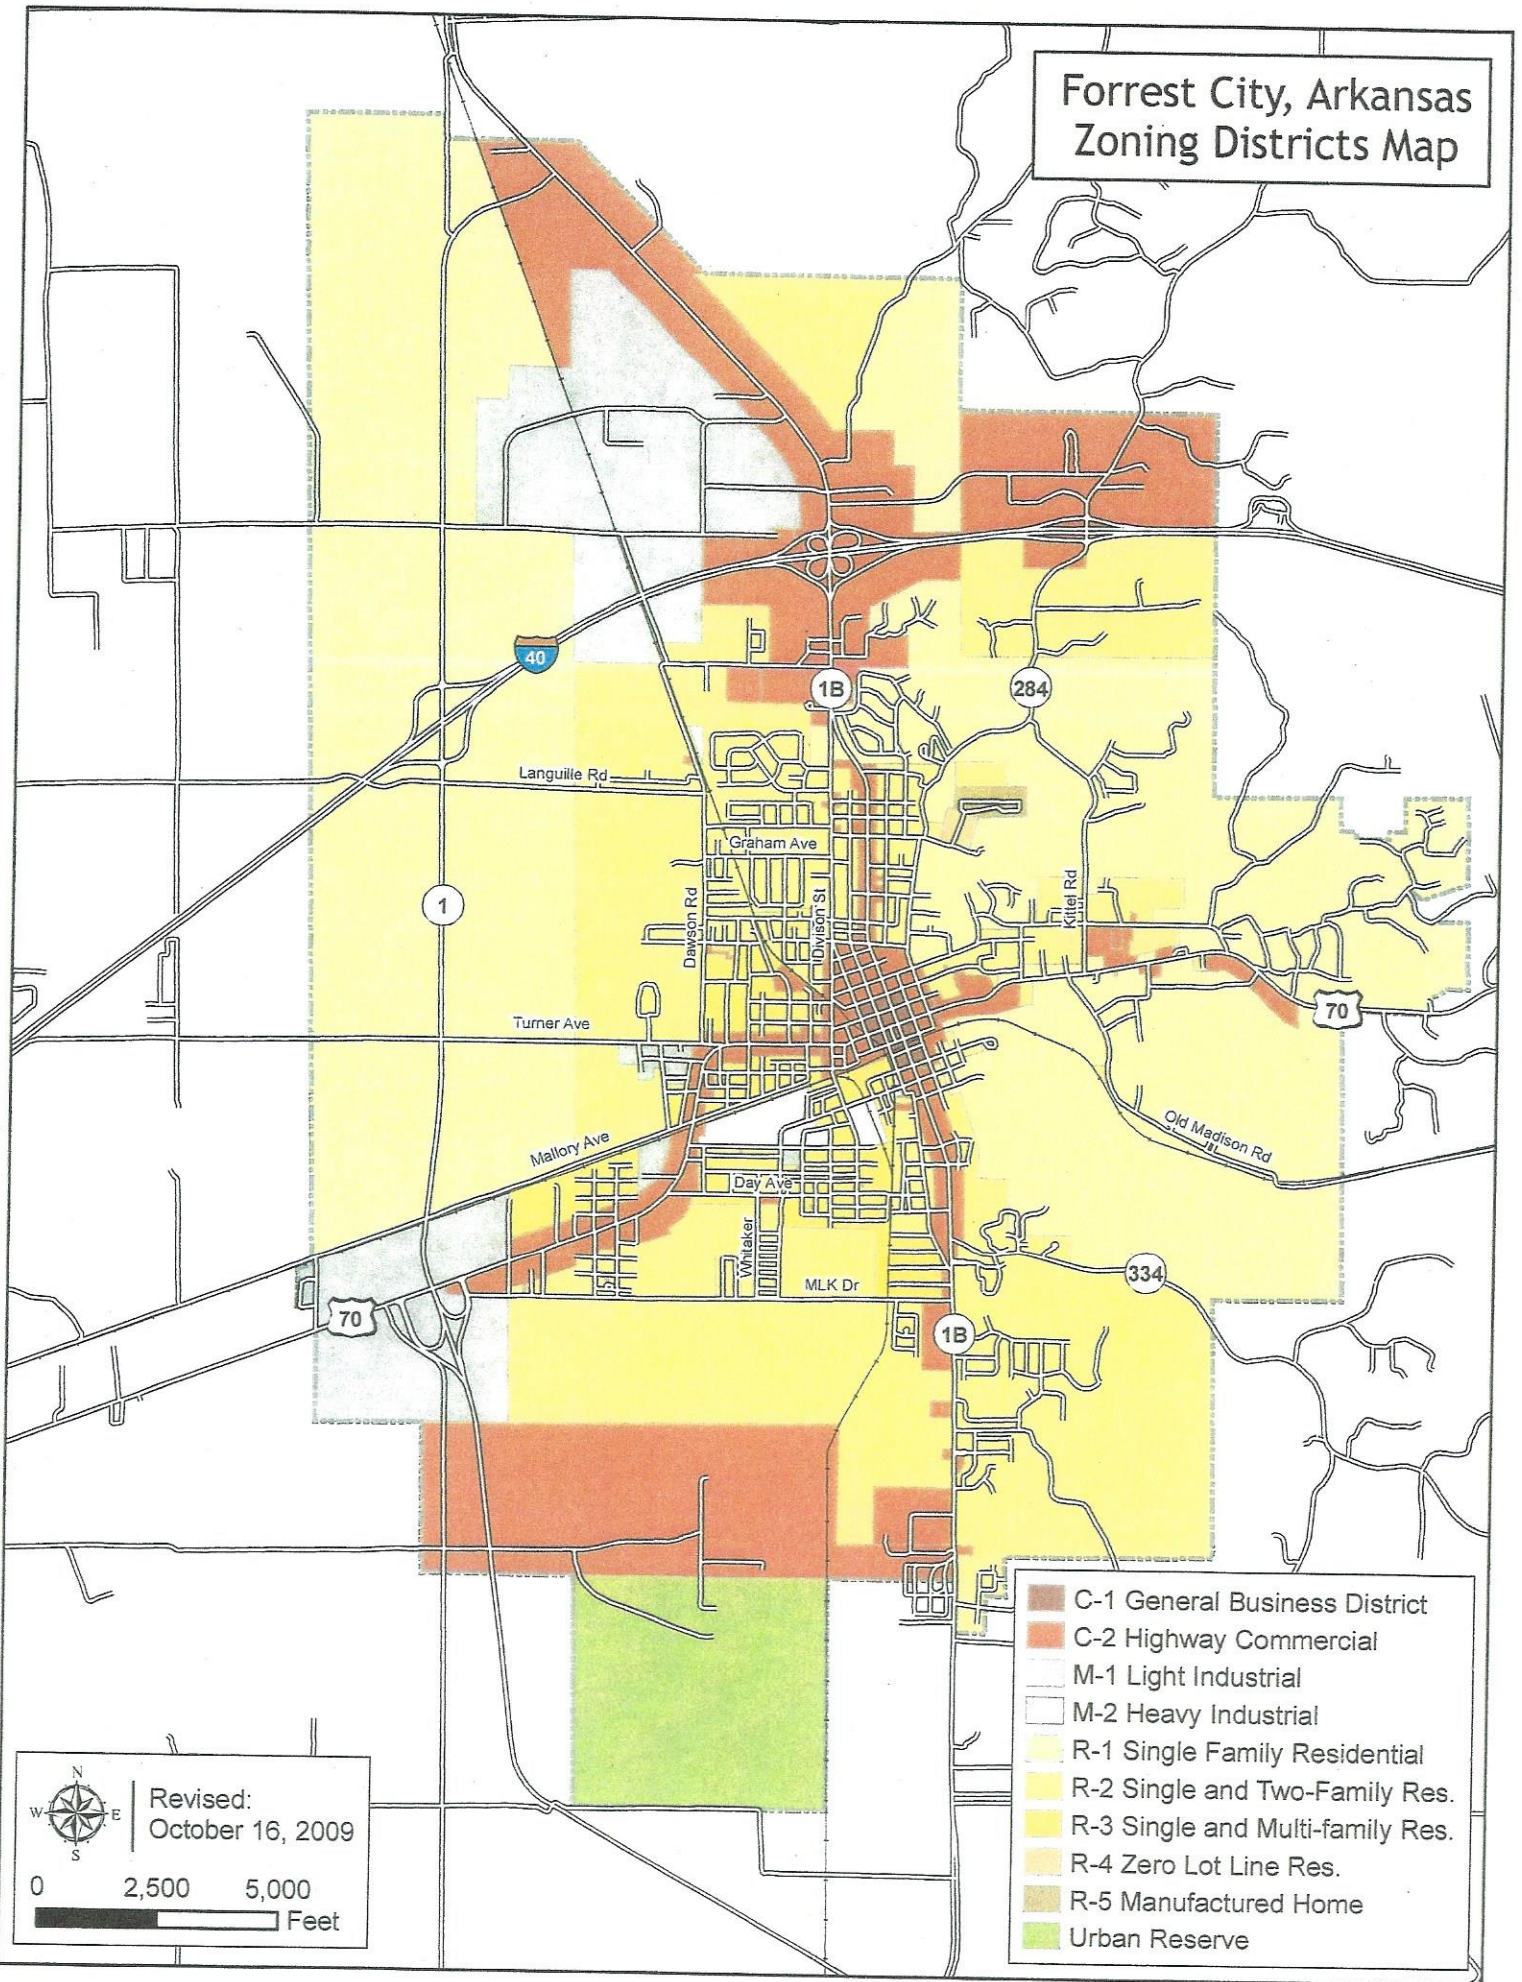 Forrest City, Arkansas
Zoning Districts Map
40
1B
284
Languille Rd
Graham Ave
1
Dawson Rd
Divison St
Kittel Rd
70
Turner Ave
Old Madison Rd
Mallory Ave
Day Ave
Whitaker
MLK Dr
334
70
1B
C-1 General Business District
C-2 Highway Commercial
M-1 Light Industrial
M-2 Heavy Industrial
R-1 Single Family Residential
R-2 Single and Two-Family Res.
R-3 Single and Multi-family Res.
R-4 Zero Lot Line Res.
R-5 Manufactured Home
Urban Reserve
N
W E
S
Revised:
October 16, 2009
0 2,500 5,000
Feet